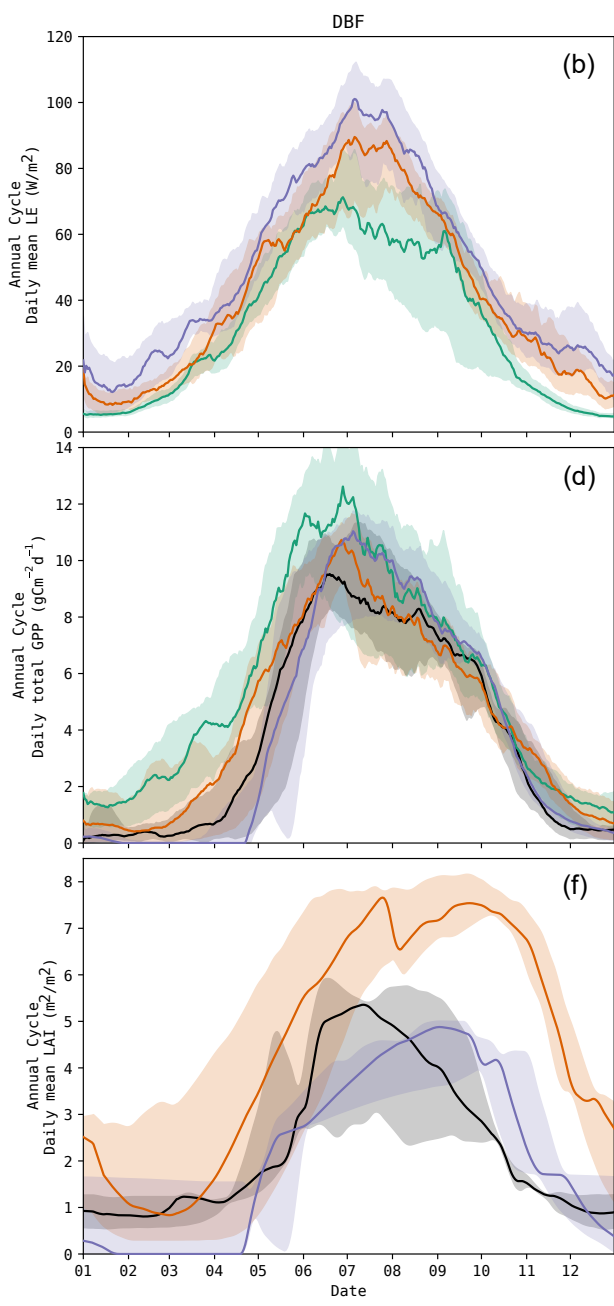 DBF
(b)
Annual Cycle
Daily mean LE (W/m²)
120
100
80
60
40
20
0
(d)
Annual Cycle
Daily total GPP (gCm⁻²d⁻¹)
14
12
10
8
6
4
2
0
(f)
Annual Cycle
Daily mean LAI (m²/m²)
8
7
6
5
4
3
2
1
0
01 02 03 04 05 06 07 08 09 10 11 12
Date